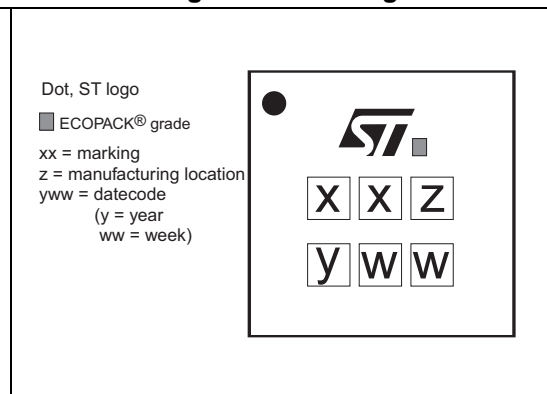 Dot, ST logo
ECOPACK® grade
xx = marking
z = manufacturing location
yww = datecode
(y = year
ww = week)
ST
x x z
y w w